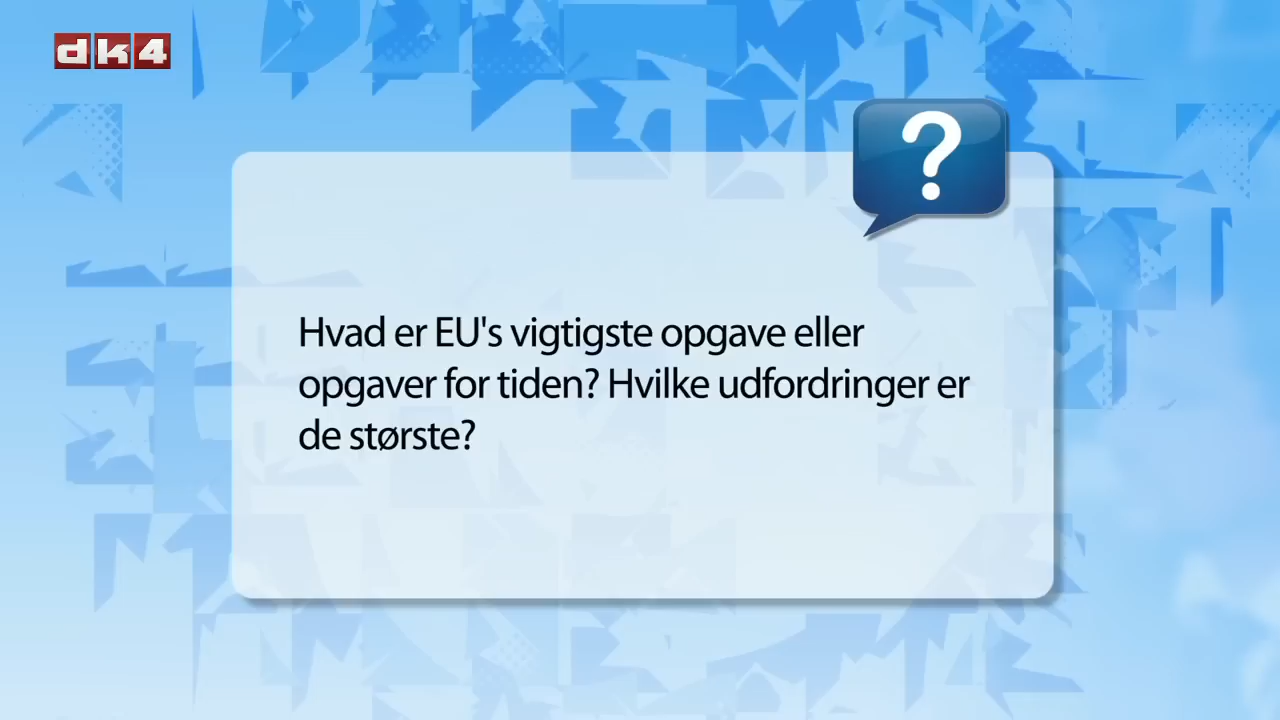 dk4
?
Hvad er EU's vigtigste opgave eller
opgaver for tiden? Hvilke udfordringer er
de største?